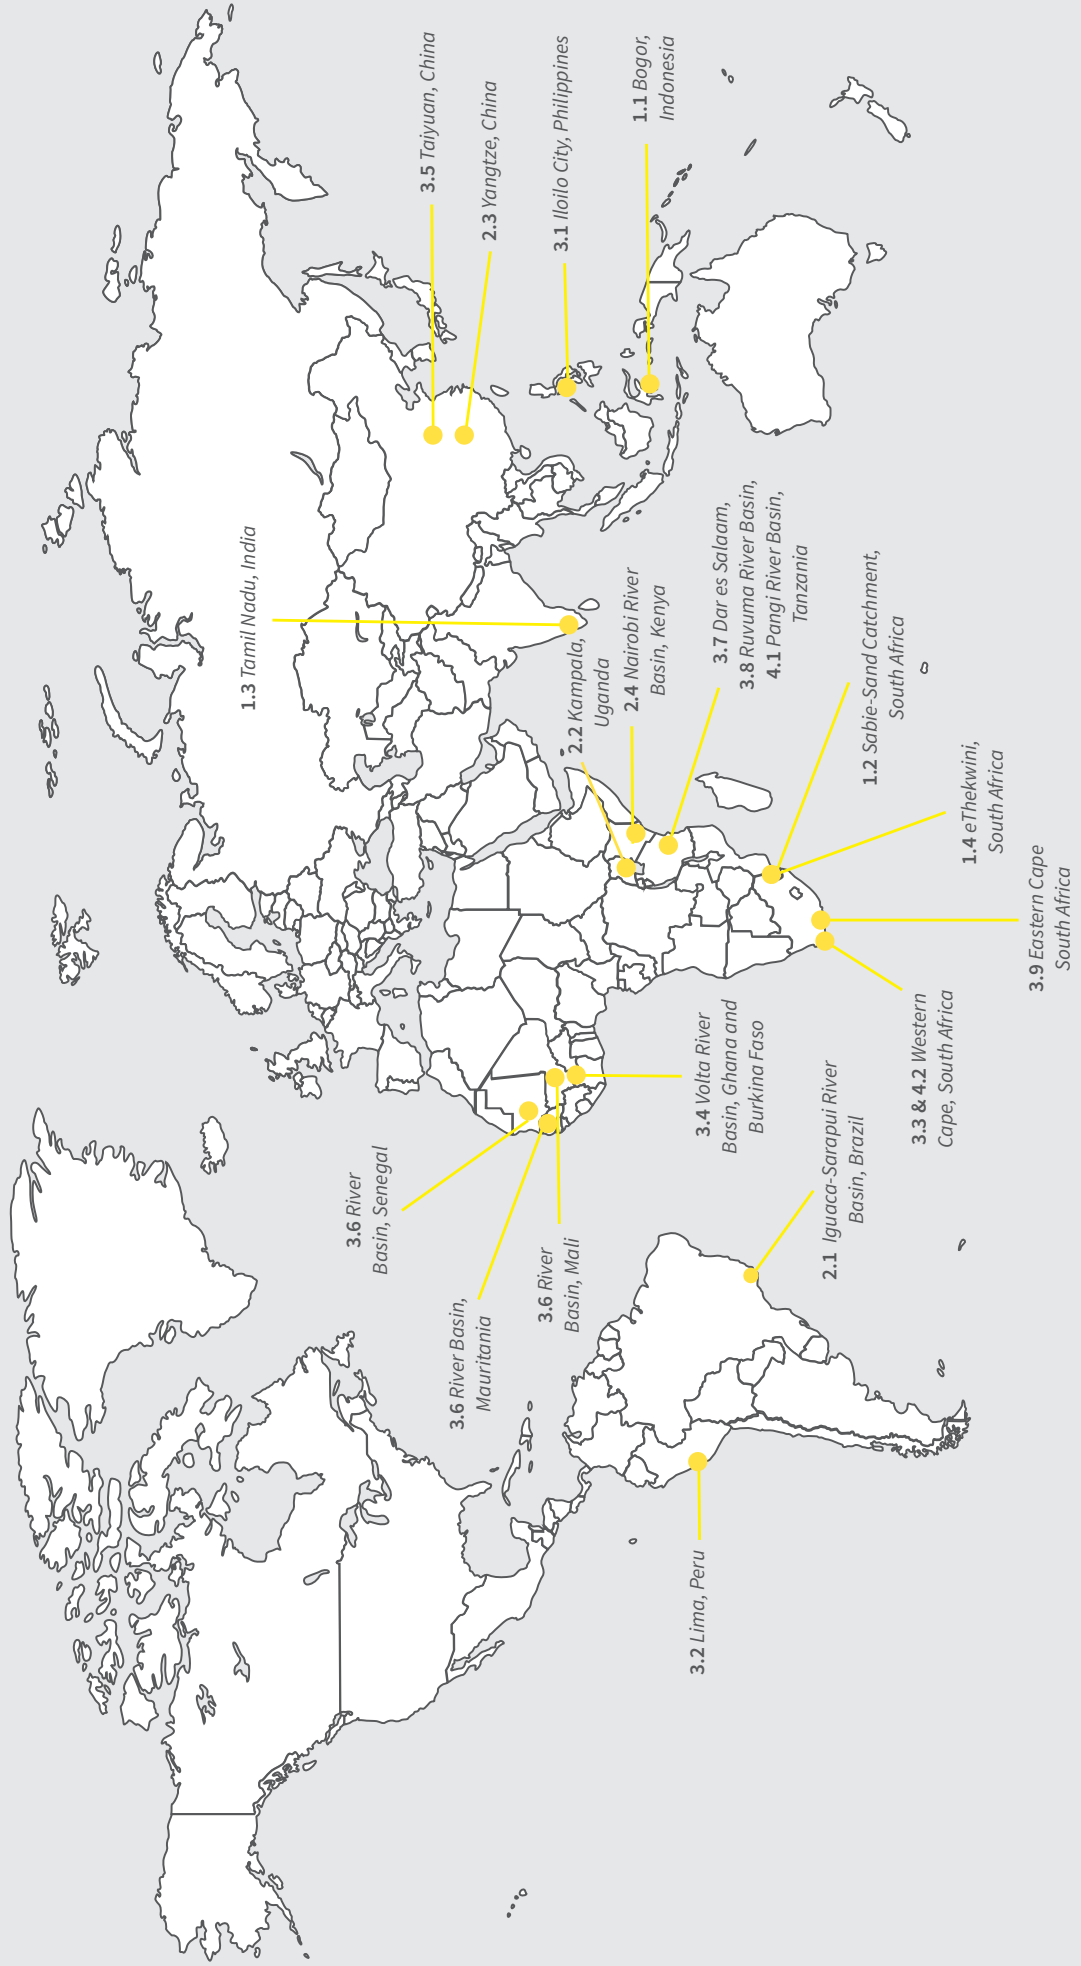 3.2 Lima, Peru
3.6 River Basin,
Mauritania
3.6 River
Basin, Senegal
3.6 River
Basin, Mali
2.1 Iguaca-Sarapui River
Basin, Brazil
3.4 Volta River
Basin, Ghana and
Burkina Faso
3.3 & 4.2 Western
Cape, South Africa
3.9 Eastern Cape
South Africa
1.4 eThekwini,
South Africa
1.2 Sabie-Sand Catchment,
South Africa
1.3 Tamil Nadu, India
2.2 Kampala,
Uganda
2.4 Nairobi River
Basin, Kenya
3.7 Dar es Salaam,
3.8 Ruvuma River Basin,
4.1 Pangi River Basin,
Tanzania
3.5 Taiyuan, China
2.3 Yangtze, China
3.1 Iloilo City, Philippines
1.1 Bogor,
Indonesia